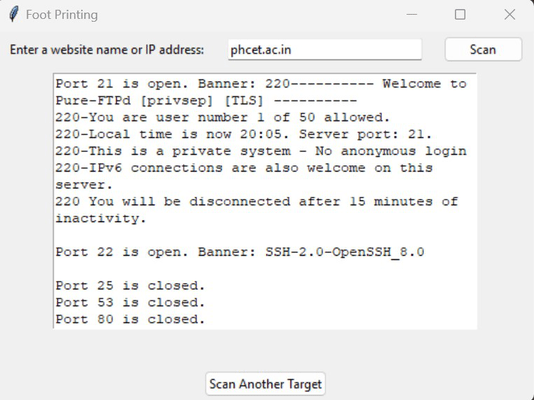 Foot Printing
Enter a website name or IP address: phcet.ac.in Scan
Port 21 is open. Banner: 220---------- Welcome to
Pure-FTPd [privsep] [TLS] ----------
220-You are user number 1 of 50 allowed.
220-Local time is now 20:05. Server port: 21.
220-This is a private system - No anonymous login
220-IPv6 connections are also welcome on this
server.
220 You will be disconnected after 15 minutes of
inactivity.
Port 22 is open. Banner: SSH-2.0-OpenSSH_8.0
Port 25 is closed.
Port 53 is closed.
Port 80 is closed.
Scan Another Target